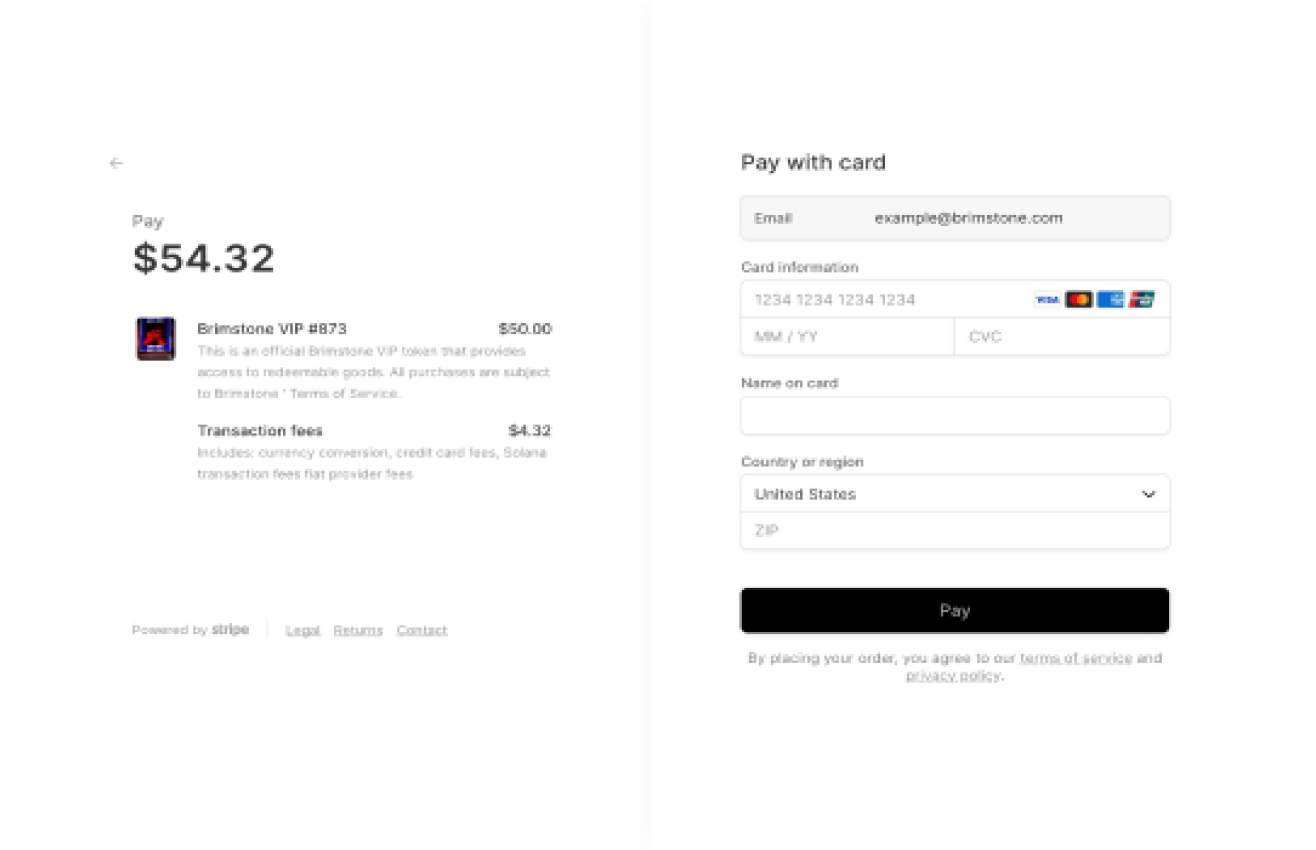 ←
Pay
$54.32
Brimstone VIP #873 $50.00
This is an official Brimstone VIP token that provides
access to redeemable goods. All purchases are subject
to Brimstone ' Terms of Service.
Transaction fees $4.32
Includes: currency conversion, credit card fees, Solana
transaction fees fiat provider fees
Powered by stripe Legal Returns Contact
Pay with card
Email example@brimstone.com
Card information
1234 1234 1234 1234 VISA
MM / YY CVC
Name on card
Country or region
United States
ZIP
Pay
By placing your order, you agree to our terms of service and
privacy policy.